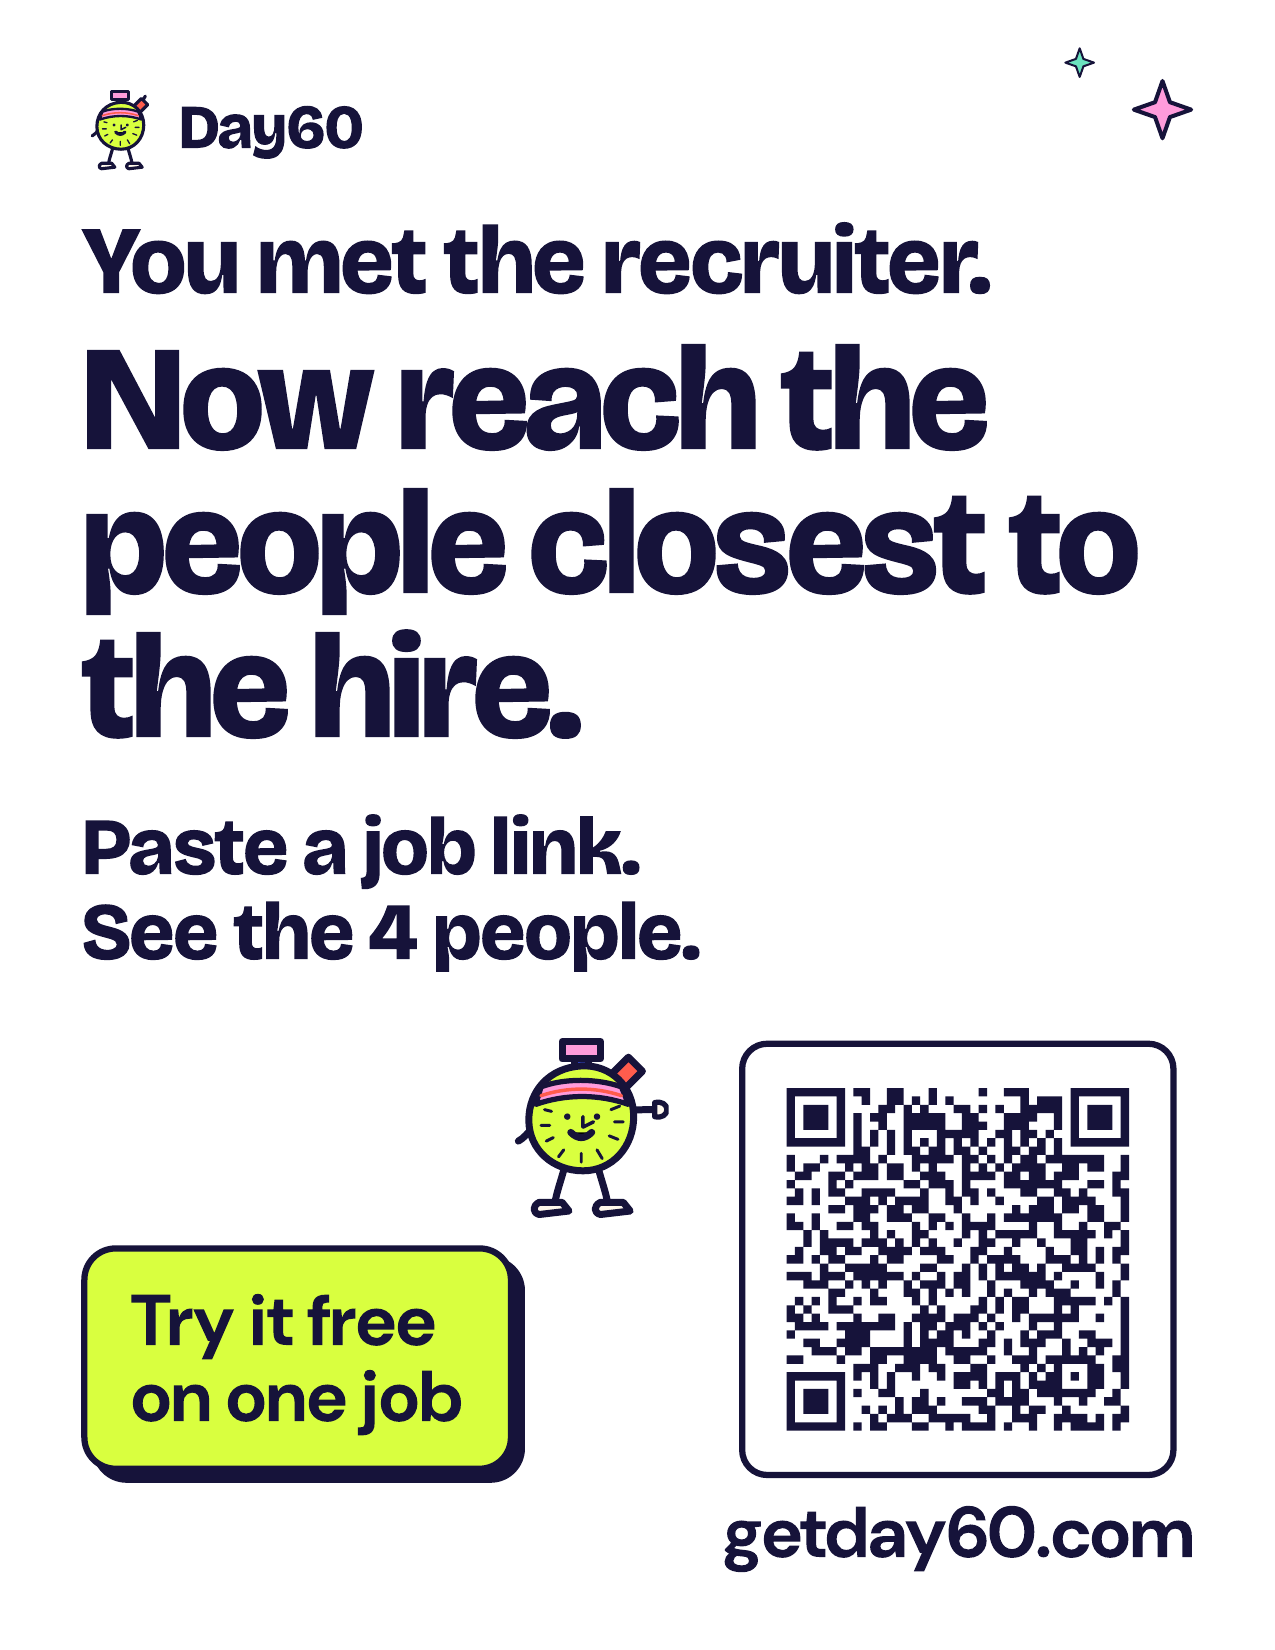 Day60
You met the recruiter.
Now reach the
people closest to
the hire.
Paste a job link.
See the 4 people.
Try it free
on one job
getday60.com